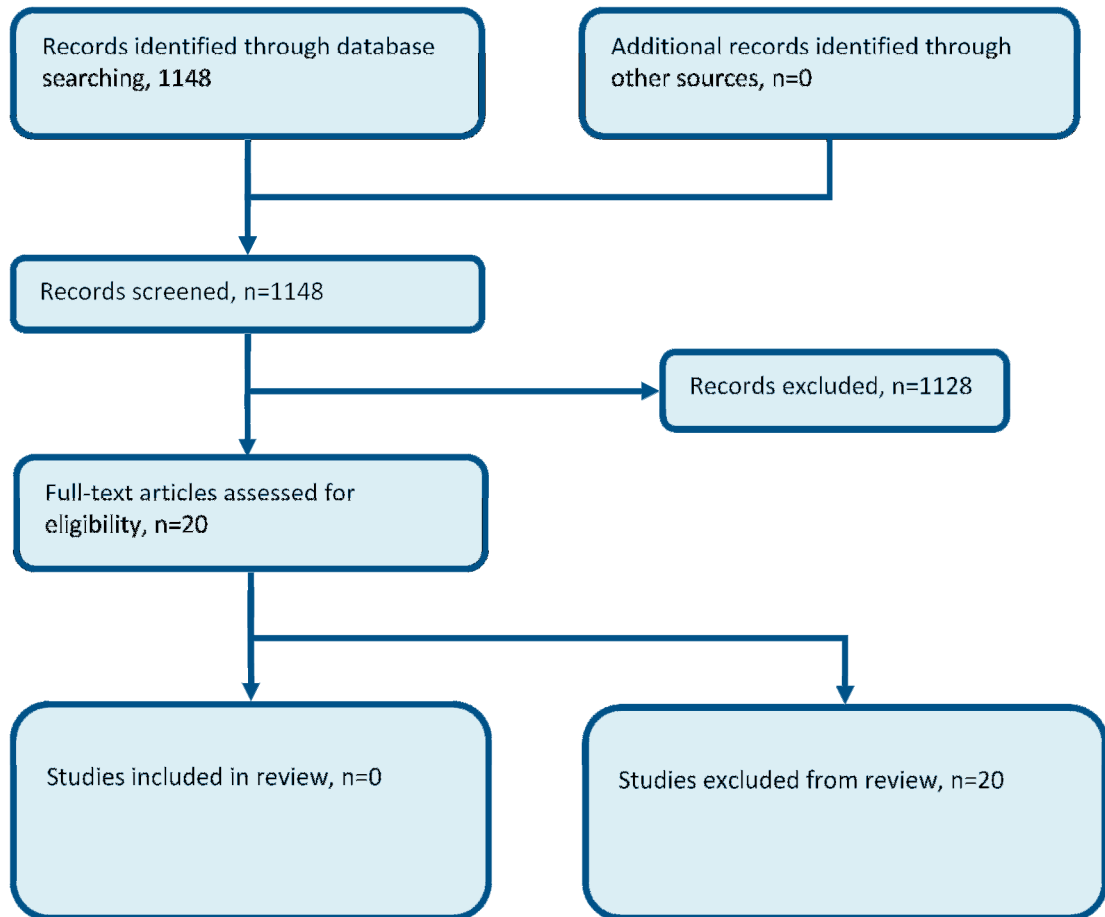 Records identified through database
searching, 1148
Additional records identified through
other sources, n=0
Records screened, n=1148
Records excluded, n=1128
Full-text articles assessed for
eligibility, n=20
Studies included in review, n=0
Studies excluded from review, n=20